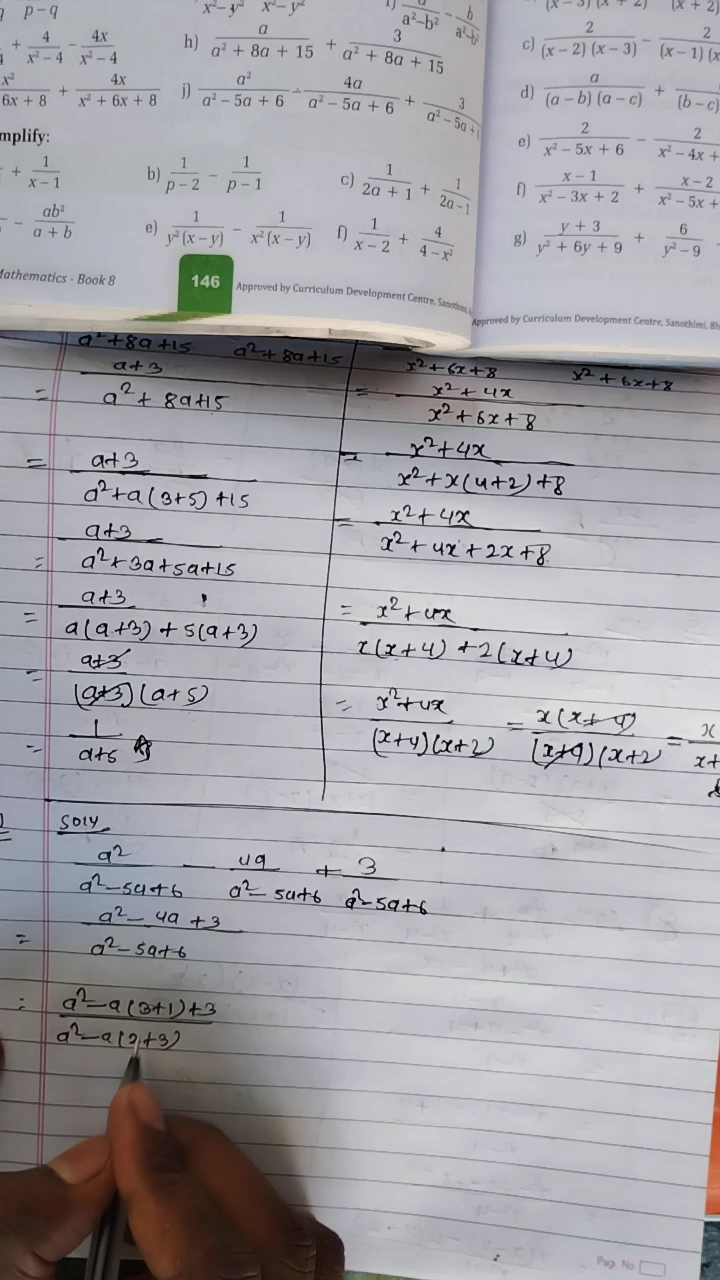 p – q x²–y² x²–y² a²–b² b
+ 4/x²–4 – 4x/x²–4 h) a/a² + 8a + 15 + 3/a² + 8a + 15 c) 2/(x – 2) (x – 3) – 2/(x – 1)
x²/6x + 8 + 4x/x² + 6x + 8 j) a²/a² – 5a + 6 – 4a/a² – 5a + 6 + 3/a² – 5a + d) a/(a – b) (a – c) + (b – c)
mplify: e) 2/x² – 5x + 6 – 2/x² – 4x +
+ 1/x – 1 b) 1/p – 2 – 1/p – 1 c) 1/2a + 1 + 1/2a – 1 f) x – 1/x² – 3x + 2 + x – 2/x² – 5x +
– ab²/a + b e) 1/y²(x – y) – 1/x²(x – y) f) 1/x – 2 + 4/4 – x² g) y + 3/y² + 6y + 9 + 6/y² – 9
Mathematics - Book 8 146 Approved by Curriculum Development Centre, Sanothimi,
Approved by Curriculum Development Centre, Sanothimi,
a²+8a+15 a²+8a+15
= a+3/a²+8a+15
= a+3/a²+a(3+5)+15
= a+3/a²+3a+5a+15
= a+3/a(a+3)+5(a+3)
= a+3/(a+3)(a+5)
= 1/a+5
x²+6x+8 x²+6x+8
= x²+4x/x²+6x+8
= x²+4x/x²+x(4+2)+8
= x²+4x/x²+4x+2x+8
= x²+4x/x(x+4)+2(x+4)
= x²+4x/(x+4)(x+2) = x(x+4)/(x+4)(x+2 = x/x+
Soly
a²/a²–5a+6 – 4a/a²–5a+6 + 3/a²–5a+6
= a²–4a+3/a²–5a+6
= a²–a(3+1)+3/a²–a(2+3)
Pag No